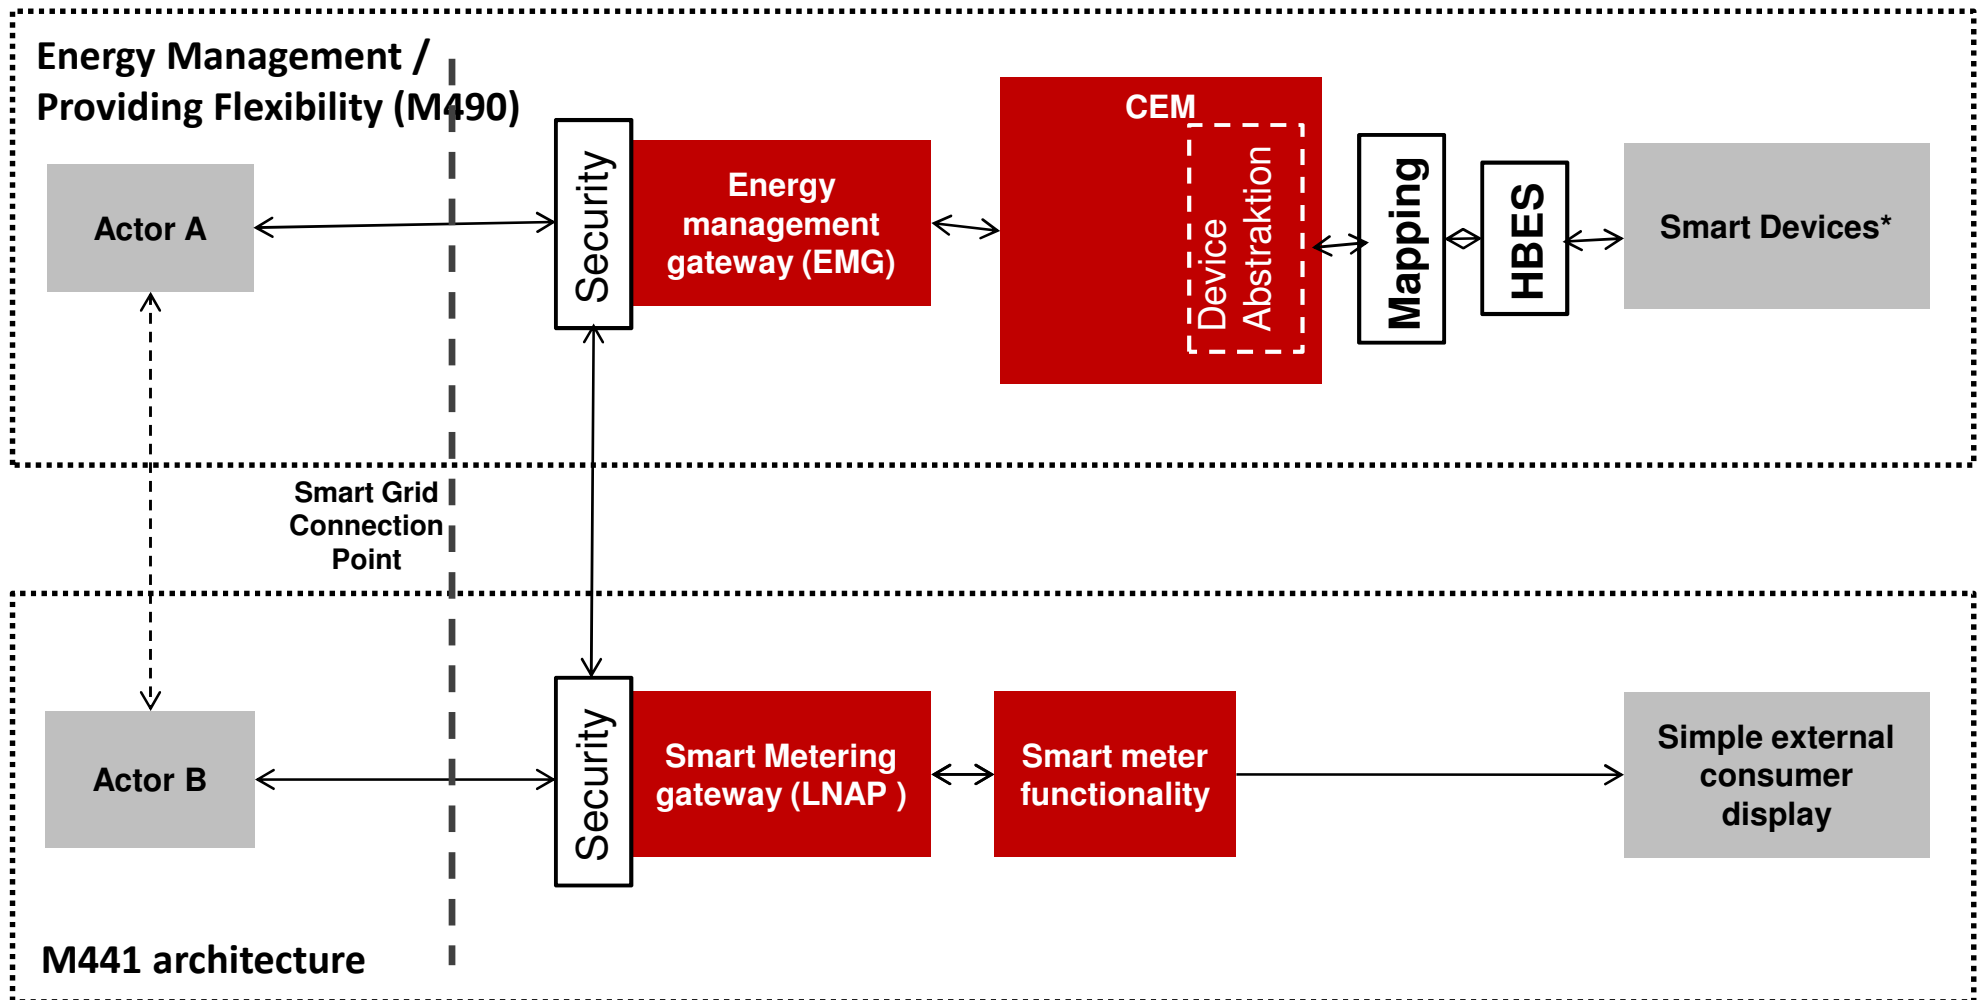 Energy Management /
Providing Flexibility (M490)
CEM
Security
Energy
management
gateway (EMG)
Device
Abstraktion
Mapping
HBES
Actor A
Smart Devices*
Smart Grid
Connection
Point
Actor B
Security
Smart Metering
gateway (LNAP )
Smart meter
functionality
Simple external
consumer
display
M441 architecture